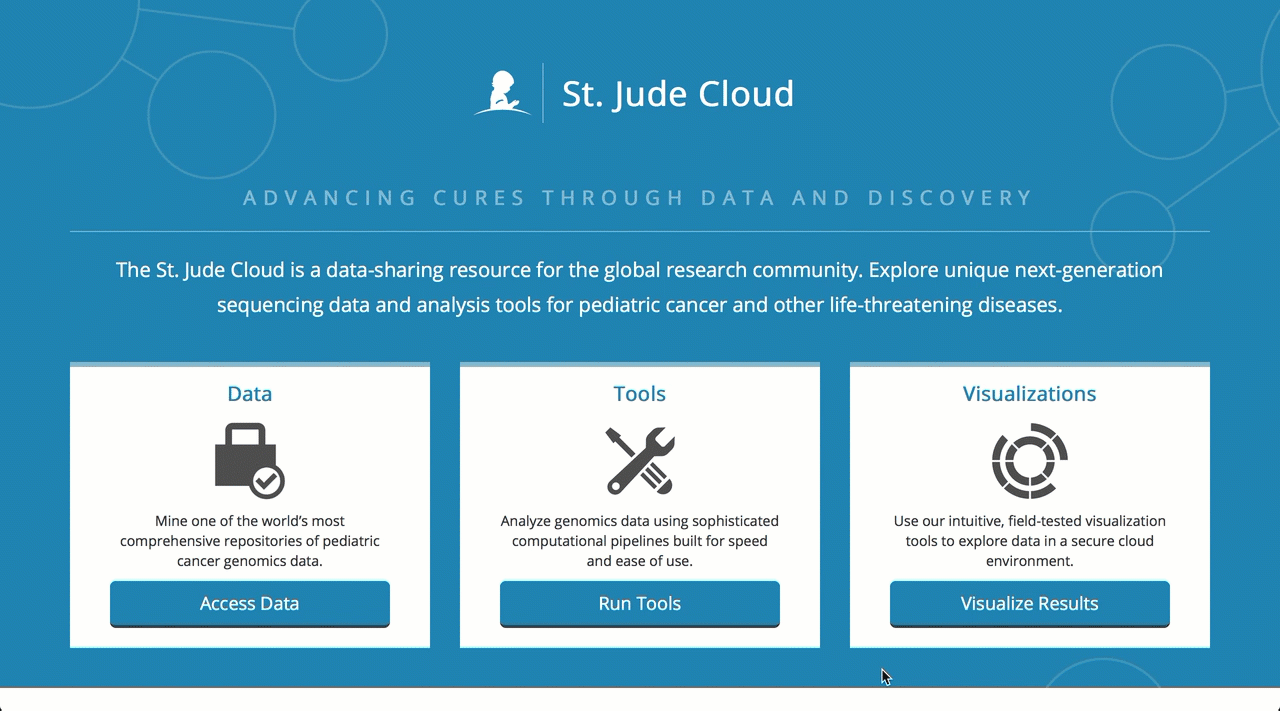 St. Jude Cloud
ADVANCING CURES THROUGH DATA AND DISCOVERY
The St. Jude Cloud is a data-sharing resource for the global research community. Explore unique next-generation
sequencing data and analysis tools for pediatric cancer and other life-threatening diseases.
Data
Mine one of the world’s most
comprehensive repositories of pediatric
cancer genomics data.
Access Data
Tools
Analyze genomics data using sophisticated
computational pipelines built for speed
and ease of use.
Run Tools
Visualizations
Use our intuitive, field-tested visualization
tools to explore data in a secure cloud
environment.
Visualize Results